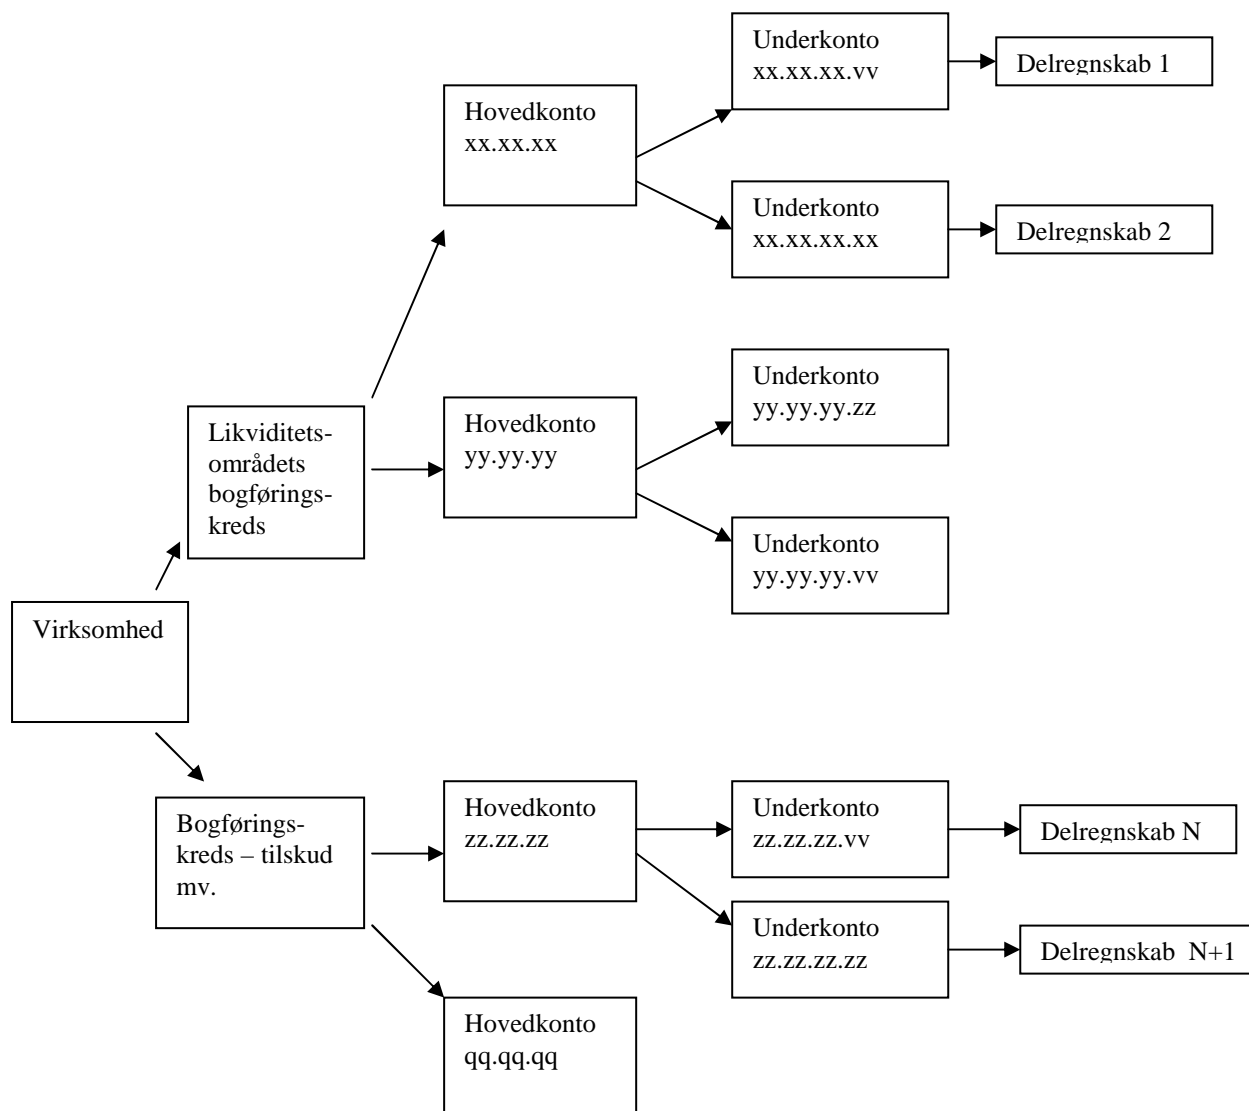 Underkonto
xx.xx.xx.vv
Delregnskab 1
Hovedkonto
xx.xx.xx
Underkonto
xx.xx.xx.xx
Delregnskab 2
Underkonto
yy.yy.yy.zz
Likviditets-
områdets
bogførings-
kreds
Hovedkonto
yy.yy.yy
Underkonto
yy.yy.yy.vv
Virksomhed
Bogførings-
kreds – tilskud
mv.
Hovedkonto
zz.zz.zz
Underkonto
zz.zz.zz.vv
Delregnskab N
Underkonto
zz.zz.zz.zz
Delregnskab N+1
Hovedkonto
qq.qq.qq